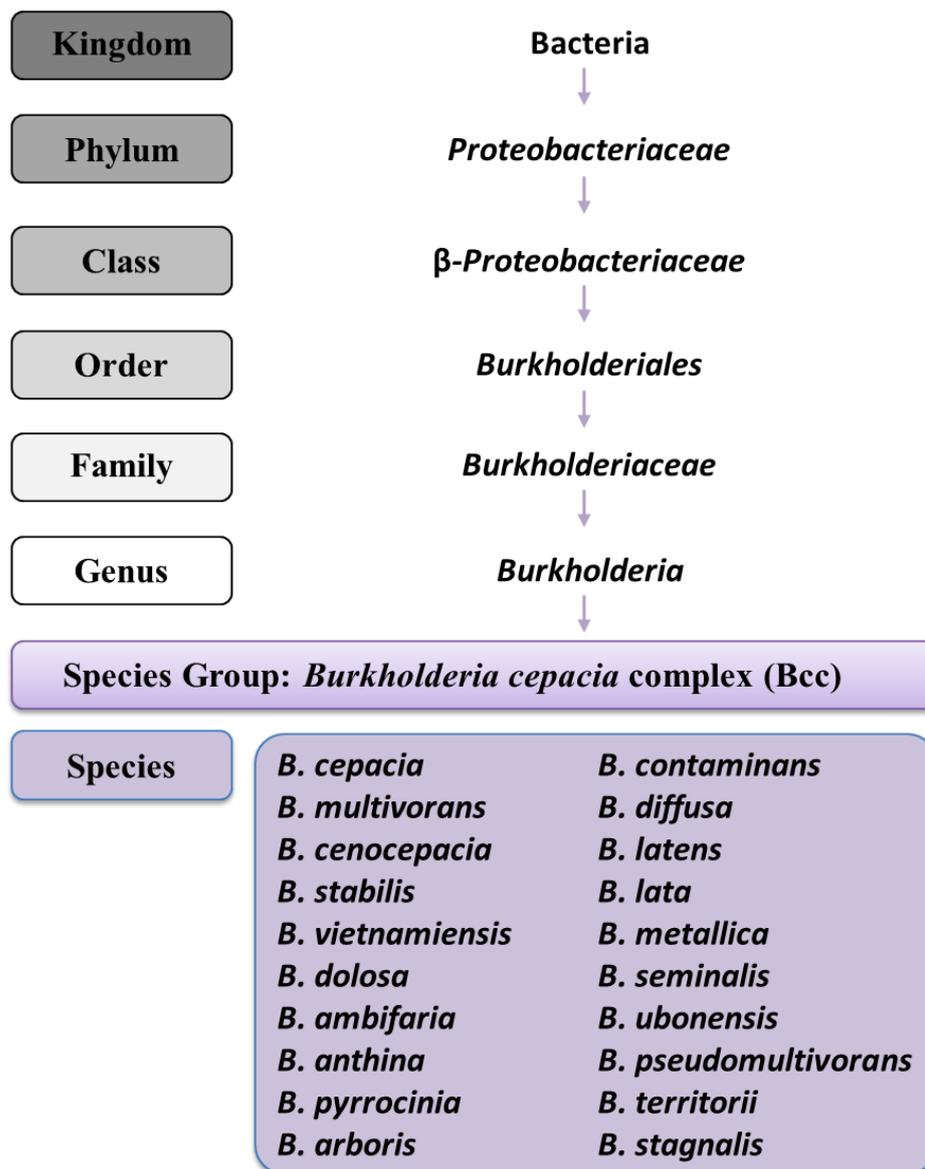 Kingdom Bacteria
Phylum Proteobacteriaceae
Class β-Proteobacteriaceae
Order Burkholderiales
Family Burkholderiaceae
Genus Burkholderia
Species Group: Burkholderia cepacia complex (Bcc)
Species
B. cepacia B. contaminans
B. multivorans B. diffusa
B. cenocepacia B. latens
B. stabilis B. lata
B. vietnamiensis B. metallica
B. dolosa B. seminalis
B. ambifaria B. ubonensis
B. anthina B. pseudomultivorans
B. pyrrocinia B. territorii
B. arboris B. stagnalis